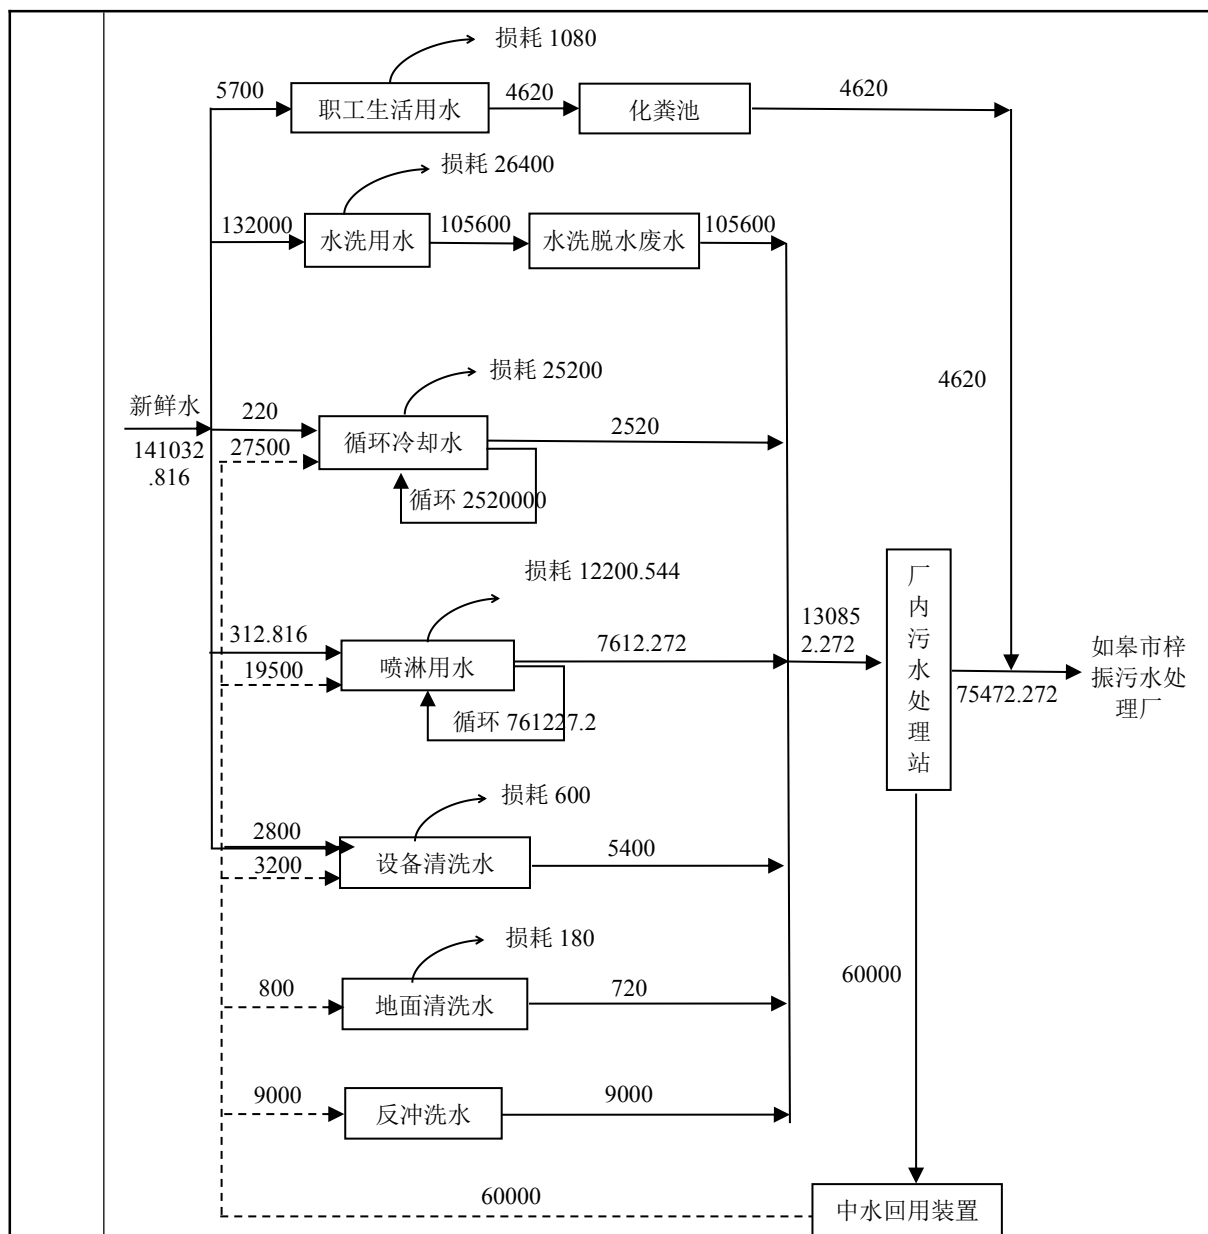 损耗 1080
5700
职工生活用水
4620
化粪池
4620
损耗 26400
132000
水洗用水
105600
水洗脱水废水
105600
损耗 25200
4620
新鲜水
141032
.816
220
27500
循环冷却水
2520
循环 2520000
损耗 12200.544
312.816
19500
喷淋用水
7612.272
循环 761227.2
13085
2.272
厂
内
污
水
处
理
站
75472.272
如皋市梓
振污水处
理厂
损耗 600
2800
3200
设备清洗水
5400
损耗 180
800
地面清洗水
720
60000
9000
反冲洗水
9000
60000
中水回用装置